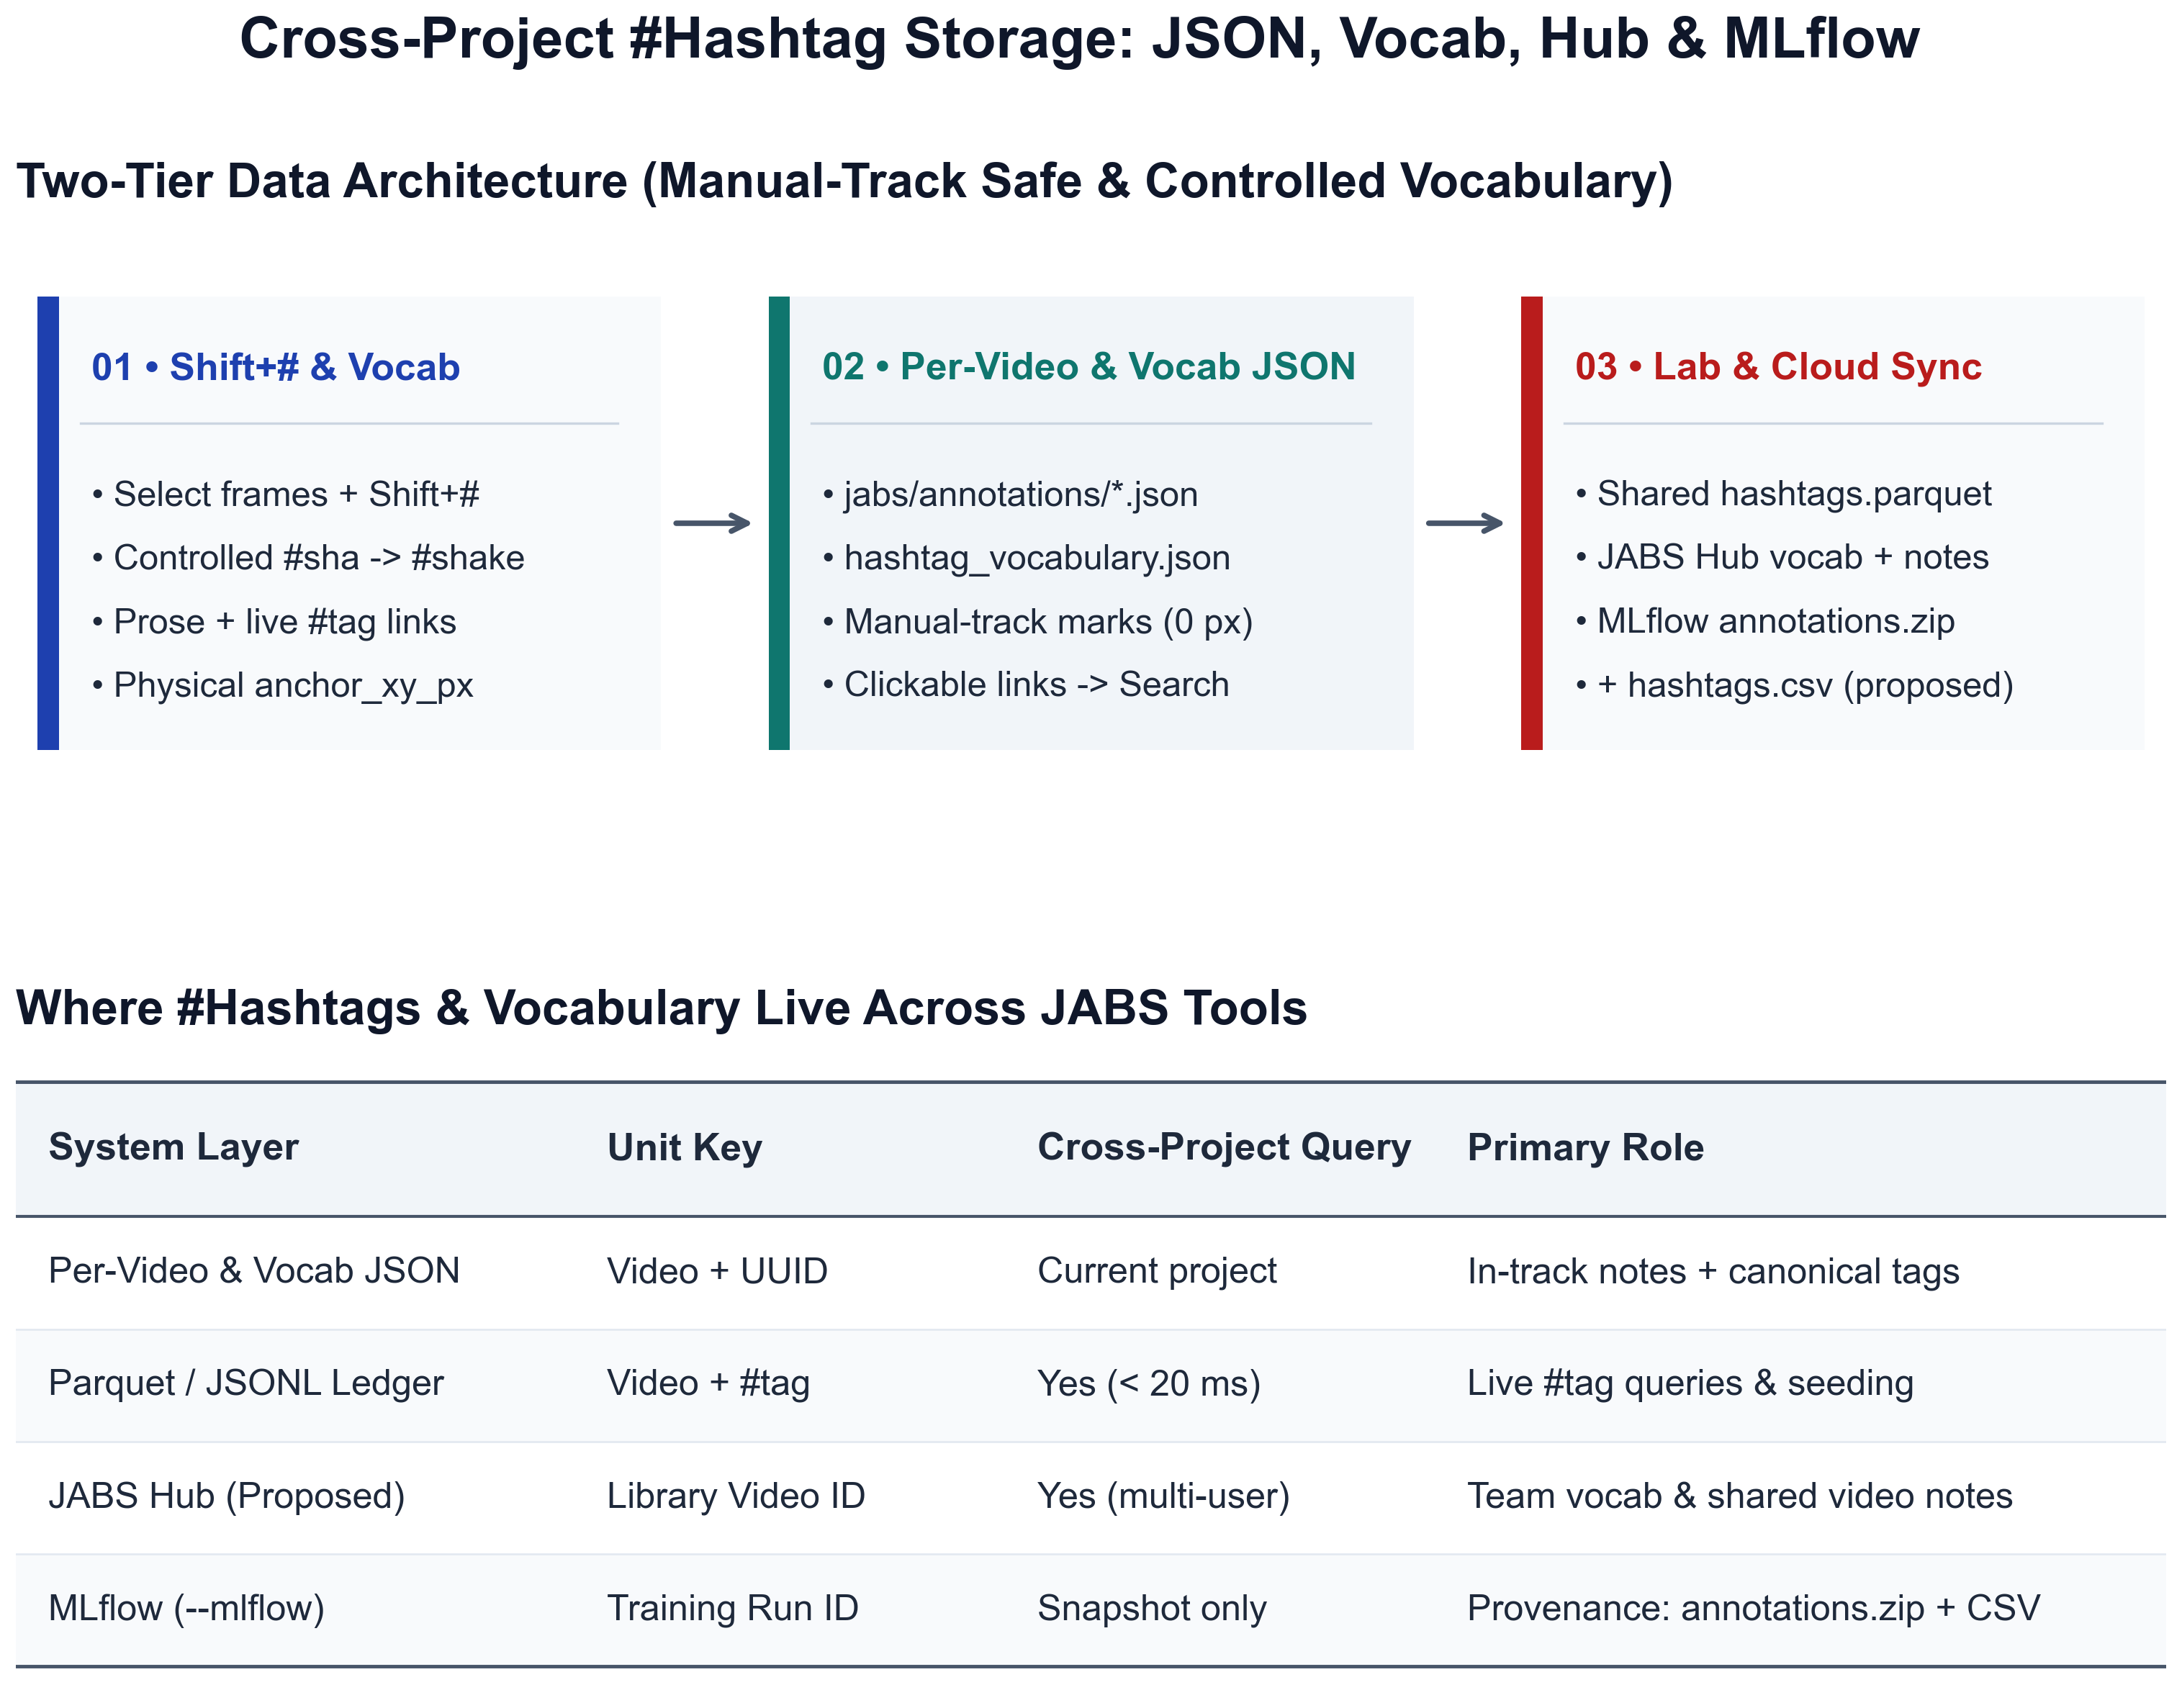 Cross-Project #Hashtag Storage: JSON, Vocab, Hub & MLflow
Two-Tier Data Architecture (Manual-Track Safe & Controlled Vocabulary)
01 • Shift+# & Vocab
• Select frames + Shift+#
• Controlled #sha -> #shake
• Prose + live #tag links
• Physical anchor_xy_px
02 • Per-Video & Vocab JSON
• jabs/annotations/*.json
• hashtag_vocabulary.json
• Manual-track marks (0 px)
• Clickable links -> Search
03 • Lab & Cloud Sync
• Shared hashtags.parquet
• JABS Hub vocab + notes
• MLflow annotations.zip
• + hashtags.csv (proposed)
Where #Hashtags & Vocabulary Live Across JABS Tools
System Layer Unit Key Cross-Project Query Primary Role
Per-Video & Vocab JSON Video + UUID Current project In-track notes + canonical tags
Parquet / JSONL Ledger Video + #tag Yes (< 20 ms) Live #tag queries & seeding
JABS Hub (Proposed) Library Video ID Yes (multi-user) Team vocab & shared video notes
MLflow (--mlflow) Training Run ID Snapshot only Provenance: annotations.zip + CSV